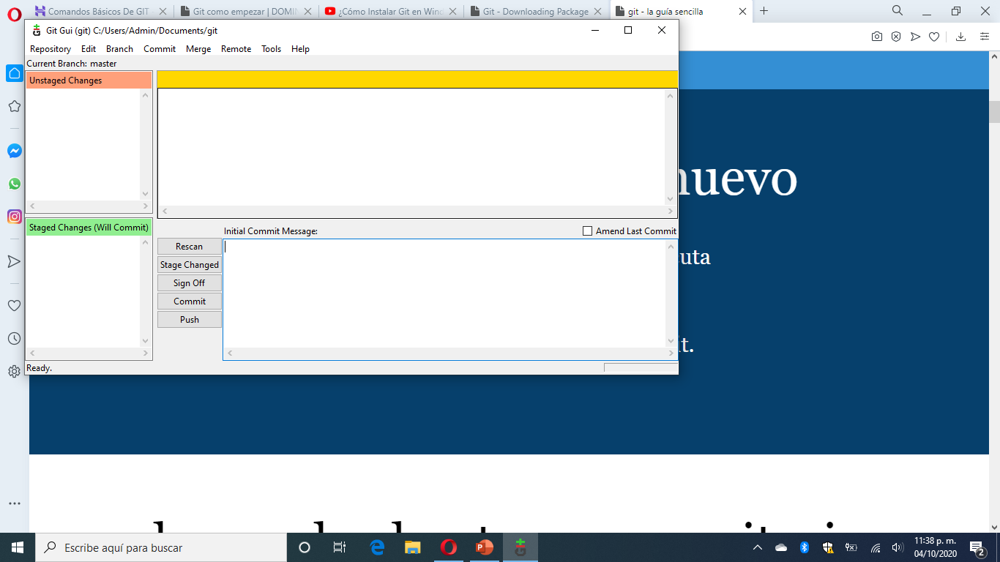 Comandos Básicos De GIT
Git como empezar | DOMIN
¿Cómo Instalar Git en Wind
Git - Downloading Package
git - la guía sencilla
Git Gui (git) C:/Users/Admin/Documents/git
Repository Edit Branch Commit Merge Remote Tools Help
Current Branch: master
Unstaged Changes
Staged Changes (Will Commit)
Initial Commit Message:
Amend Last Commit
Rescan
Stage Changed
Sign Off
Commit
Push
Ready.
nuevo
uta
it.
Escribe aquí para buscar
11:38 p. m.
04/10/2020
2